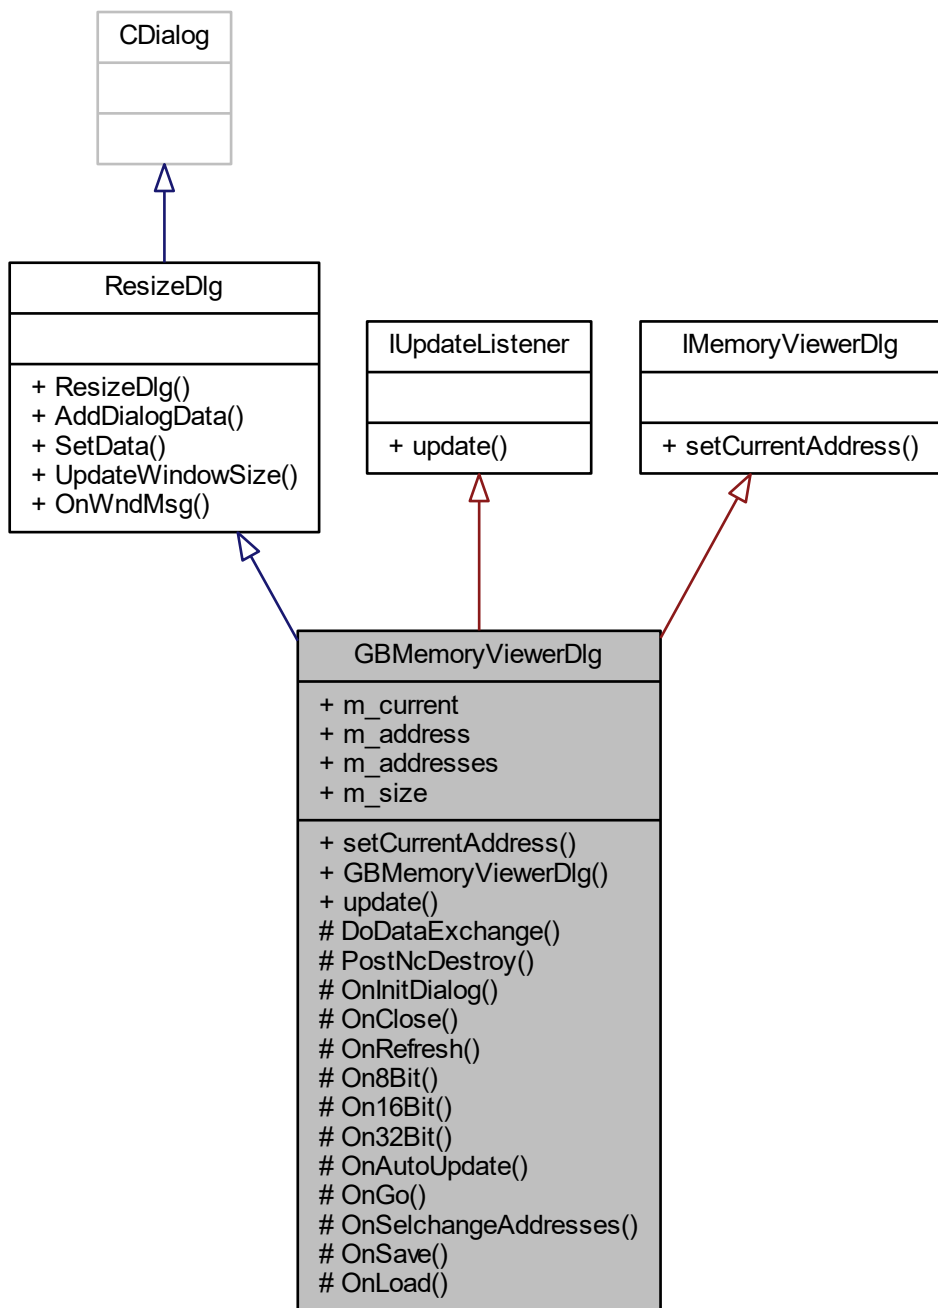 CDialog
ResizeDlg
+ ResizeDlg()
+ AddDialogData()
+ SetData()
+ UpdateWindowSize()
+ OnWndMsg()
IUpdateListener
+ update()
IMemoryViewerDlg
+ setCurrentAddress()
GBMemoryViewerDlg
+ m_current
+ m_address
+ m_addresses
+ m_size
+ setCurrentAddress()
+ GBMemoryViewerDlg()
+ update()
# DoDataExchange()
# PostNcDestroy()
# OnInitDialog()
# OnClose()
# OnRefresh()
# On8Bit()
# On16Bit()
# On32Bit()
# OnAutoUpdate()
# OnGo()
# OnSelchangeAddresses()
# OnSave()
# OnLoad()